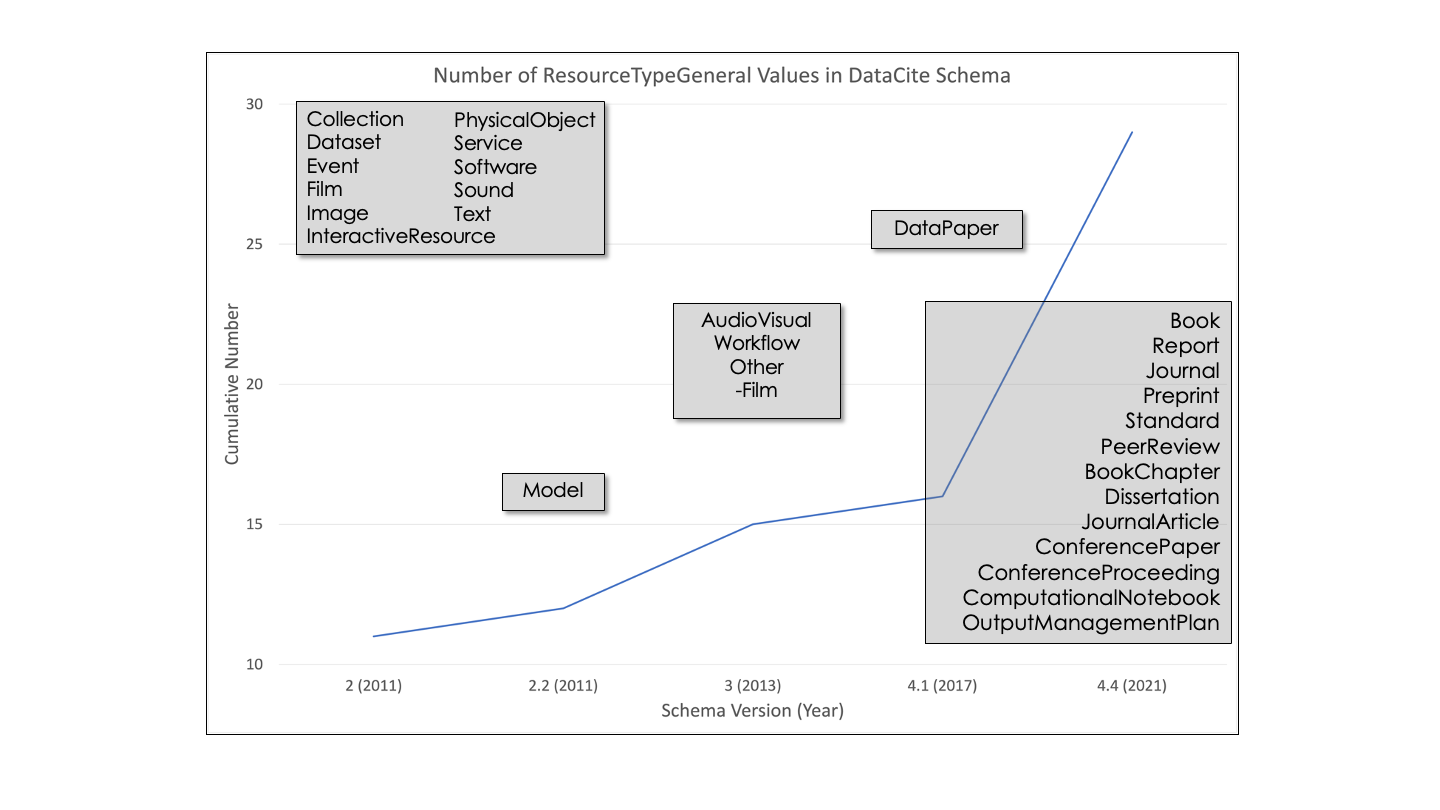 Number of ResourceTypeGeneral Values in DataCite Schema
30
Collection PhysicalObject
Dataset Service
Event Software
Film Sound
Image Text
InteractiveResource
DataPaper
25
AudioVisual
Workflow
Other
-Film
Book
Report
Journal
Preprint
Standard
PeerReview
BookChapter
Dissertation
JournalArticle
ConferencePaper
ConferenceProceeding
ComputationalNotebook
OutputManagementPlan
Cumulative Number
20
Model
15
10
2 (2011) 2.2 (2011) 3 (2013) 4.1 (2017) 4.4 (2021)
Schema Version (Year)